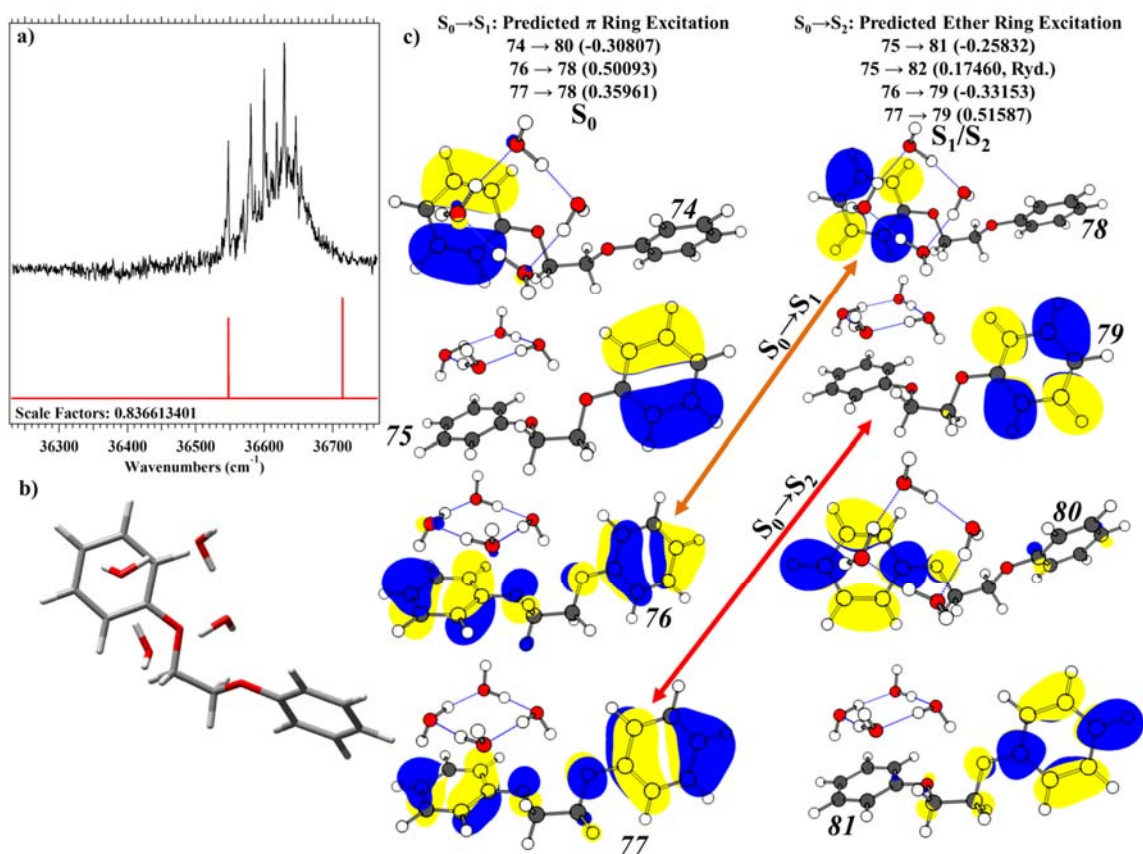 a)
Scale Factors: 0.836613401
36300 36400 36500 36600 36700
Wavenumbers (cm⁻¹)
b)
c)
S₀→S₁: Predicted π Ring Excitation
74 → 80 (-0.30807)
76 → 78 (0.50093)
77 → 78 (0.35961)
S₀
S₀→S₂: Predicted Ether Ring Excitation
75 → 81 (-0.25832)
75 → 82 (0.17460, Ryd.)
76 → 79 (-0.33153)
77 → 79 (0.51587)
S₁/S₂
74
78
S₀→S₁
75
79
S₀→S₂
76
80
77
81